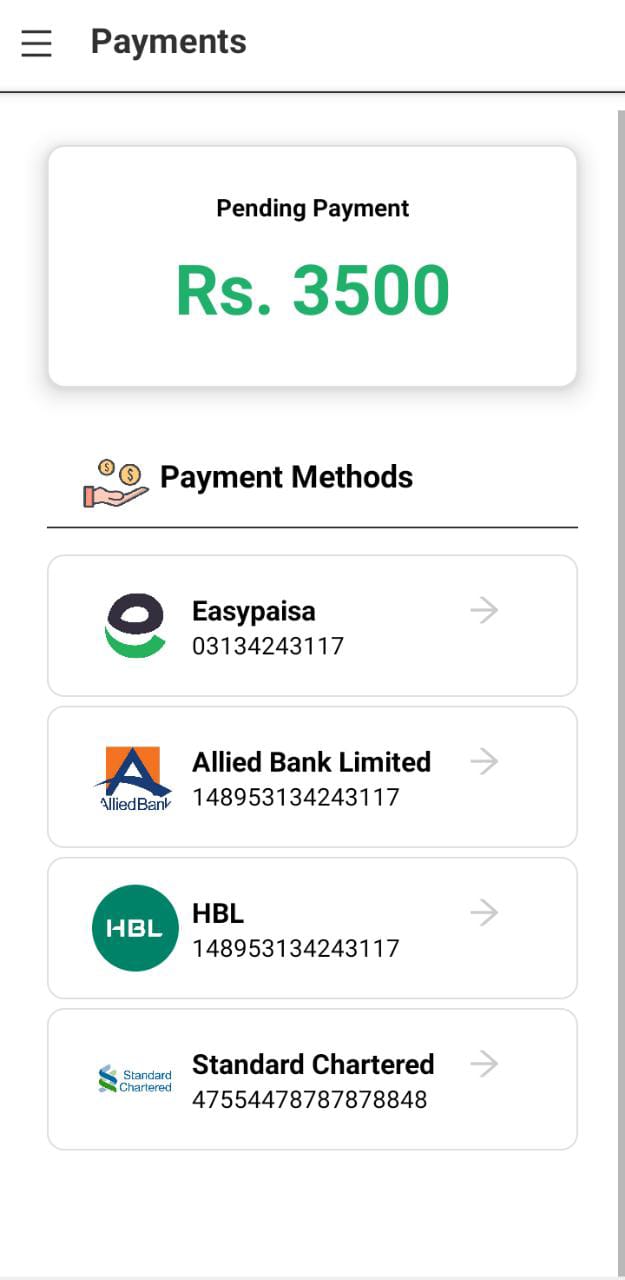 Payments
Pending Payment
Rs. 3500
$ $
Payment Methods
Easypaisa
03134243117
Allied Bank Limited
148953134243117
AlliedBank
HBL
HBL
148953134243117
Standard Chartered
47554478787878848
Standard
Chartered